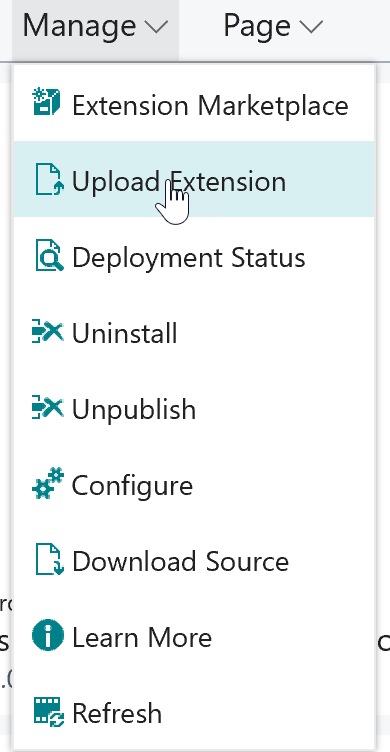 Manage Page
Extension Marketplace
Upload Extension
Deployment Status
Uninstall
Unpublish
Configure
Download Source
Learn More
Refresh